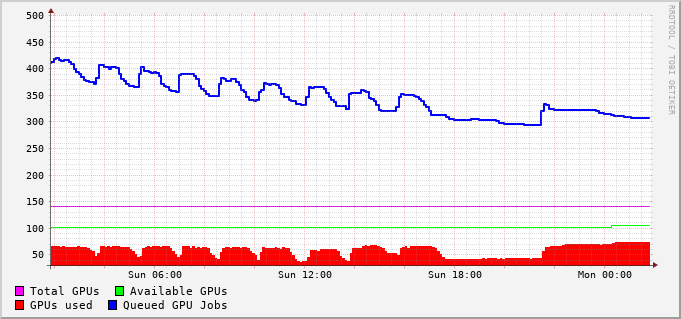 500
450
400
350
300
250
200
150
100
50
Sun 06:00 Sun 12:00 Sun 18:00 Mon 00:00
Total GPUs Available GPUs
GPUs used Queued GPU Jobs
RRDTOOL / TOBI OETIKER